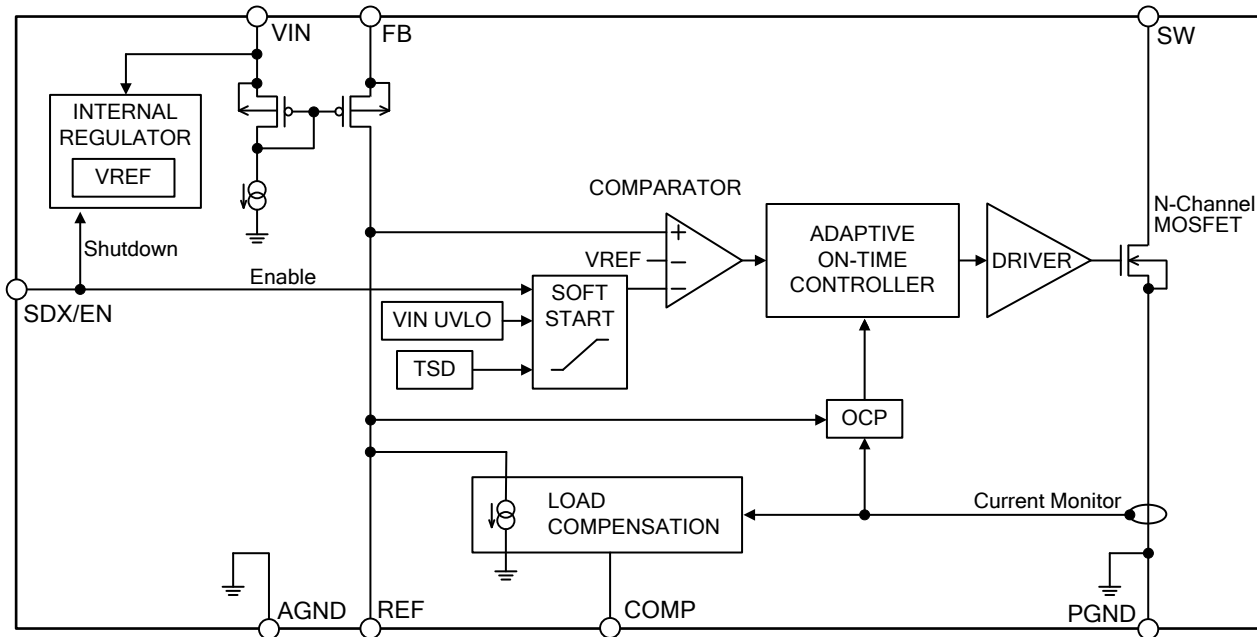 VIN
FB
SW
INTERNAL
REGULATOR
VREF
Shutdown
SDX/EN
Enable
COMPARATOR
+
VREF
−
−
SOFT
START
VIN UVLO
TSD
ADAPTIVE
ON-TIME
CONTROLLER
DRIVER
N-Channel
MOSFET
OCP
LOAD
COMPENSATION
Current Monitor
AGND
REF
COMP
PGND